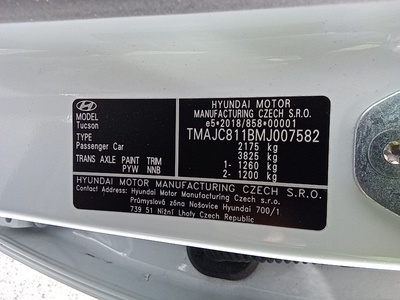 HYUNDAI MOTOR
MANUFACTURING CZECH S.R.O.
e5*2018/858*00001
MODEL
Tucson
TMAJC811BMJ007582
TYPE
Passenger Car
2175 kg
3825 kg
TRANS AXLE PAINT TRIM
1- 1260 kg
PYW NNB
2- 1200 kg
HYUNDAI MOTOR MANUFACTURING CZECH S.R.O.
Contact Address: Hyundai Motor Manufacturing Czech s.r.o.
Průmyslová zóna Nošovice Hyundai 700/1
739 51 Nižní Lhoty Czech Republic